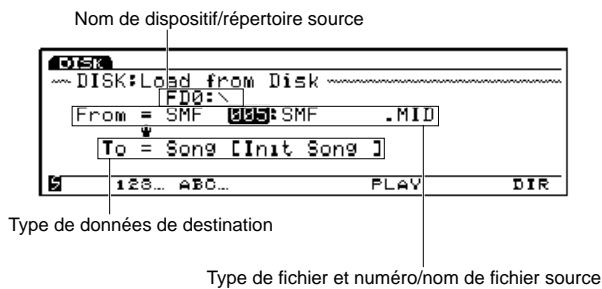 Nom de dispositif/répertoire source
DISK
DISK:Load from Disk
FD0:\
From = SMF 005:SMF .MID
To = Song [Init Song ]
S 123... ABC... PLAY DIR
Type de données de destination
Type de fichier et numéro/nom de fichier source